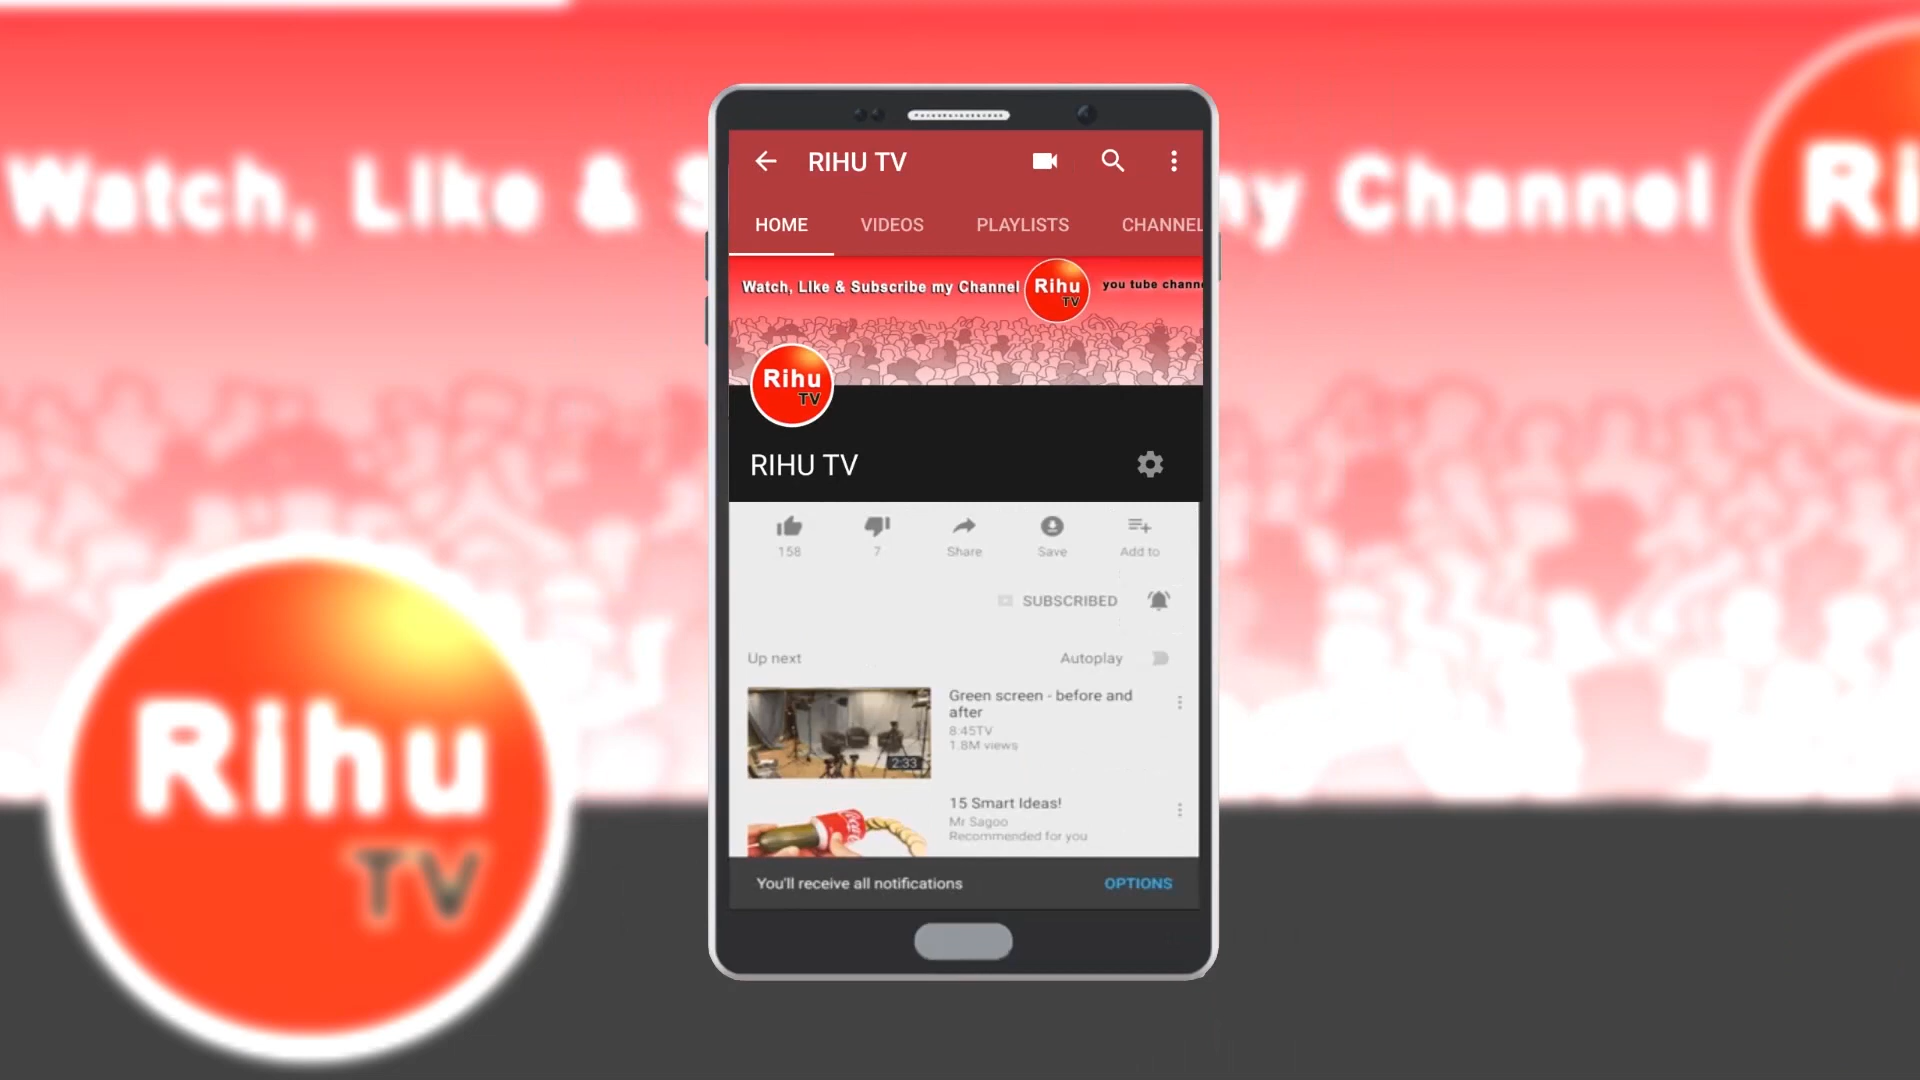 Watch, LIke & S
my Channel
Ri
RIHU TV
HOME VIDEOS PLAYLISTS CHANNEL
Watch, LIke & Subscribe my Channel
Rihu
TV
you tube chann
Rihu
TV
RIHU TV
158 7 Share Save Add to
SUBSCRIBED
Up next Autoplay
Green screen - before and
after
8:45TV
1.8M views
2:33
15 Smart Ideas!
Mr Sagoo
Recommended for you
You'll receive all notifications OPTIONS
Rihu
TV